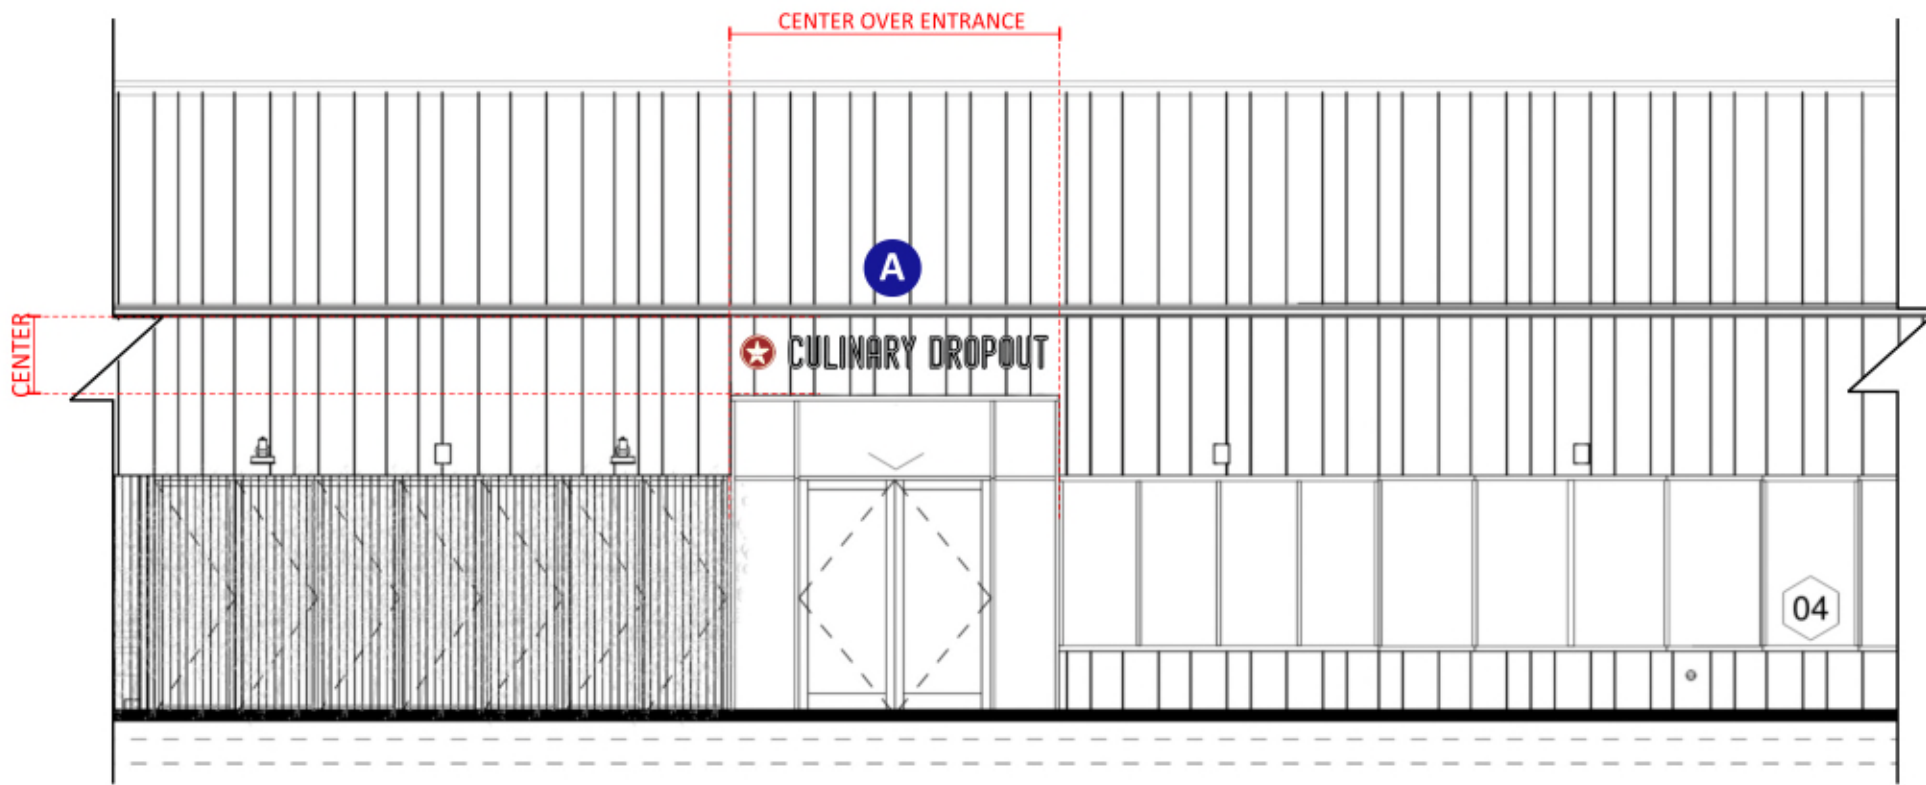 CENTER OVER ENTRANCE
A
CENTER
CULINARY DROPOUT
04